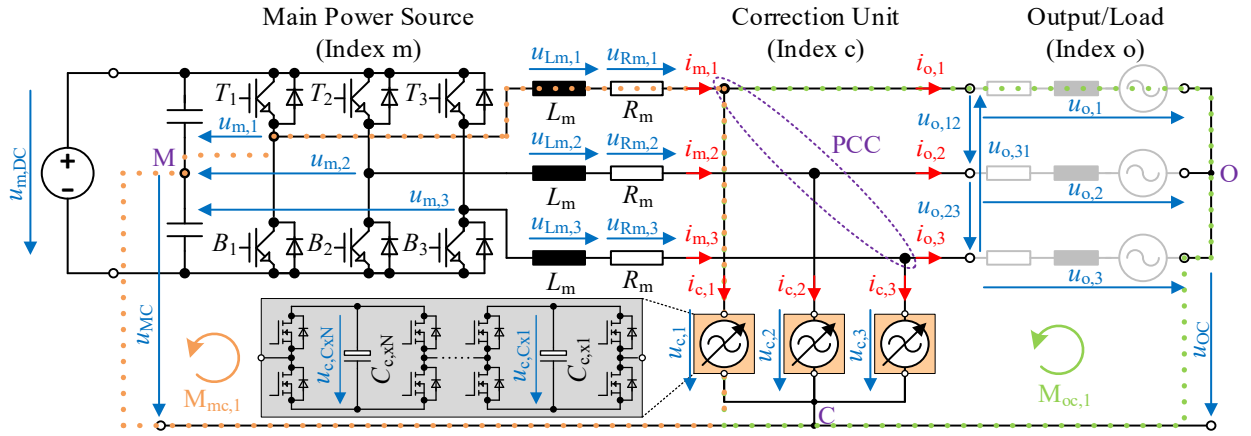 Main Power Source
(Index m)
Correction Unit
(Index c)
Output/Load
(Index o)
u_Lm,1 u_Rm,1 i_m,1 i_o,1
T_1 T_2 T_3
L_m R_m
u_m,1
u_o,12 u_o,1
u_m,DC
M
u_m,2
u_Lm,2 u_Rm,2 i_m,2 PCC i_o,2 u_o,31
O
L_m R_m
u_o,2
u_m,3
u_Lm,3 u_Rm,3 i_m,3 u_o,23 i_o,3
B_1 B_2 B_3
L_m R_m
u_o,3
i_c,1 i_c,2 i_c,3
u_MC
M_mc,1
u_c,CxN C_c,xN u_c,Cx1 C_c,x1
u_c,1 u_c,2 u_c,3
M_oc,1
u_OC
C